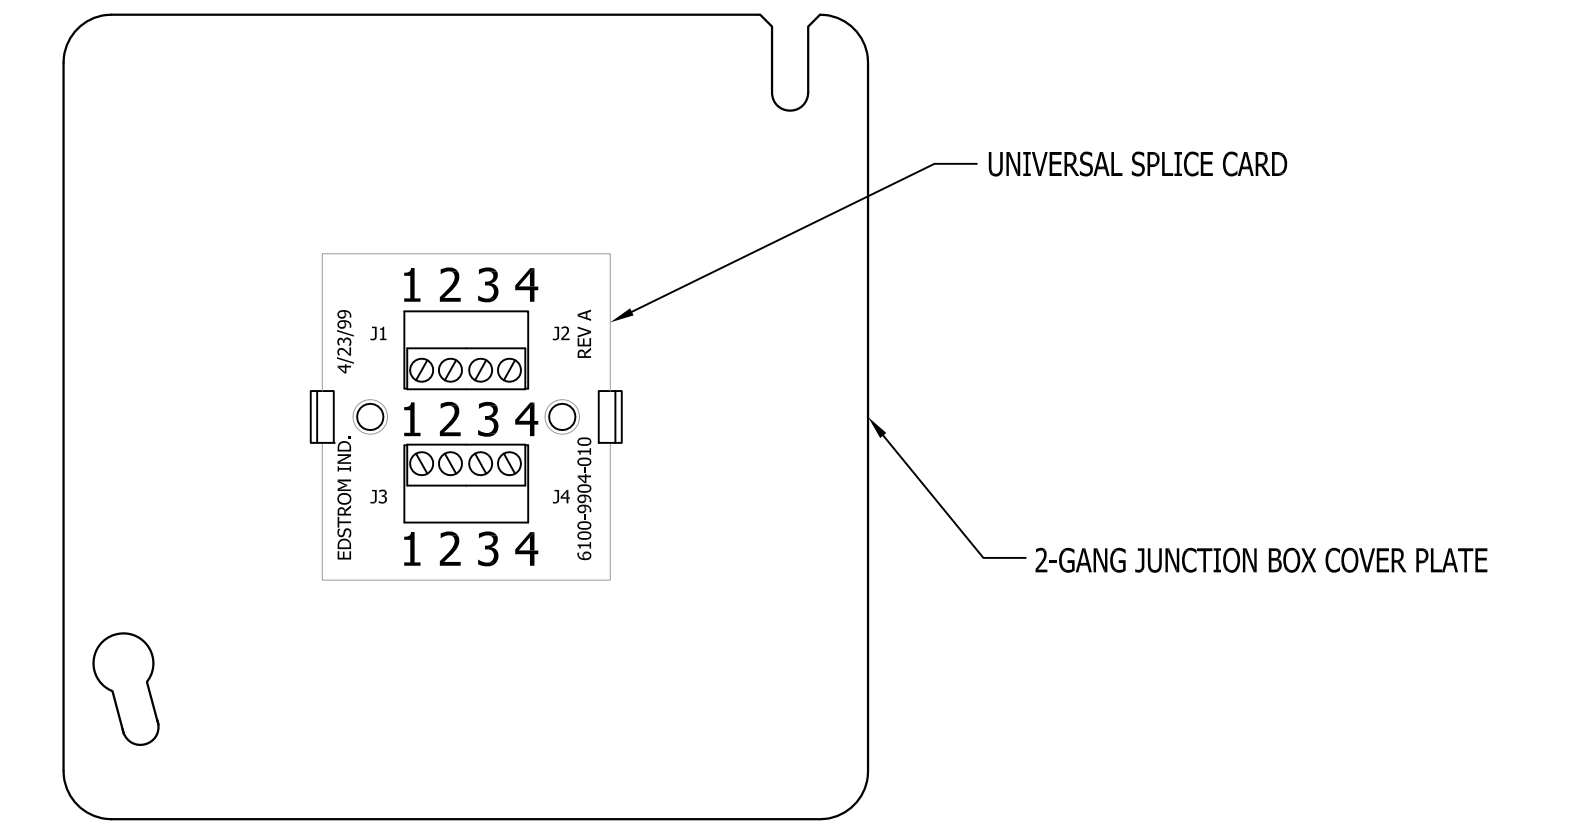 UNIVERSAL SPLICE CARD
1 2 3 4
4/23/99
J1
J2
REV A
1 2 3 4
EDSTROM IND.
J3
J4
6100-9904-010
1 2 3 4
2-GANG JUNCTION BOX COVER PLATE